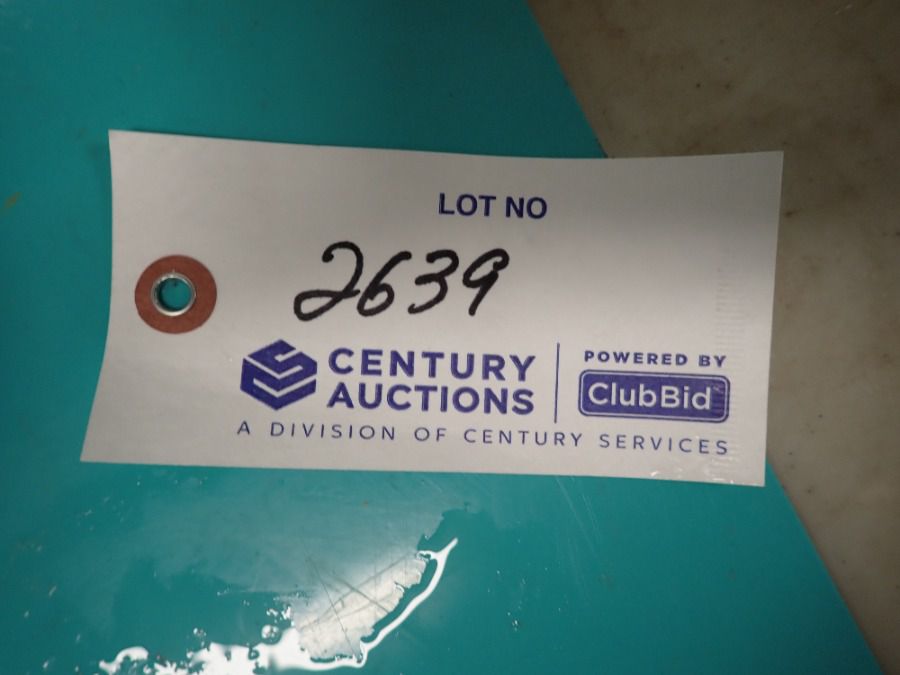 LOT NO
2639
CENTURY
AUCTIONS
POWERED BY
ClubBid
A DIVISION OF CENTURY SERVICES